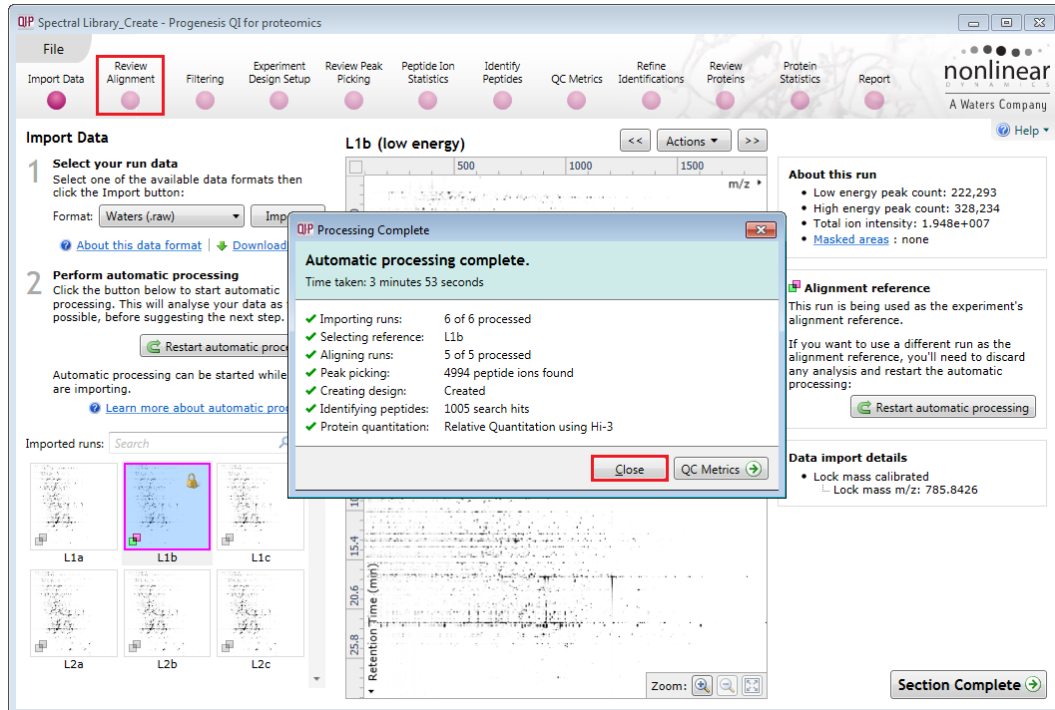 Spectral Library_Create - Progenesis QI for proteomics
File
Import Data
Review Alignment
Filtering
Experiment Design Setup
Review Peak Picking
Peptide Ion Statistics
Identify Peptides
QC Metrics
Refine Identifications
Review Proteins
Protein Statistics
Report
nonlinear
DYNAMICS
A Waters Company
Help
Import Data
1 Select your run data
Select one of the available data formats then
click the Import button:
Format: Waters (.raw)
Imp
About this data format
Download
2 Perform automatic processing
Click the button below to start automatic
processing. This will analyse your data as
possible, before suggesting the next step.
Restart automatic proce
Automatic processing can be started while
are importing.
Learn more about automatic proc
Imported runs: Search
L1a
L1b
L1c
L2a
L2b
L2c
L1b (low energy)
<<
Actions
>>
500 1000 1500
m/z
15.4
20.6
25.8
Retention Time (min)
Zoom:
QIP Processing Complete
Automatic processing complete.
Time taken: 3 minutes 53 seconds
Importing runs: 6 of 6 processed
Selecting reference: L1b
Aligning runs: 5 of 5 processed
Peak picking: 4994 peptide ions found
Creating design: Created
Identifying peptides: 1005 search hits
Protein quantitation: Relative Quantitation using Hi-3
Close
QC Metrics
About this run
• Low energy peak count: 222,293
• High energy peak count: 328,234
• Total ion intensity: 1.948e+007
• Masked areas : none
Alignment reference
This run is being used as the experiment's
alignment reference.
If you want to use a different run as the
alignment reference, you'll need to discard
any analysis and restart the automatic
processing:
Restart automatic processing
Data import details
• Lock mass calibrated
Lock mass m/z: 785.8426
Section Complete